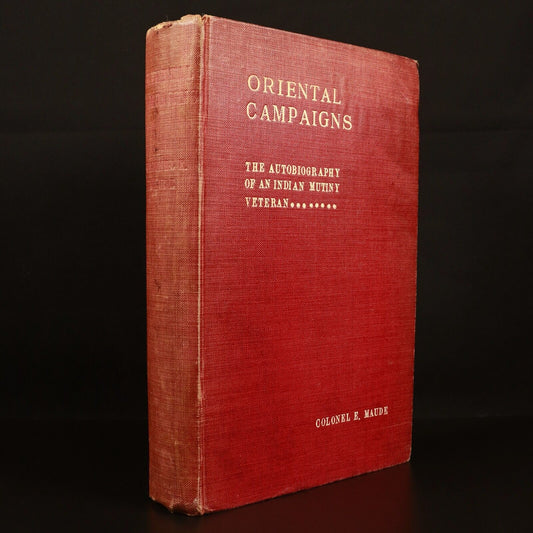 ORIENTAL
CAMPAIGNS
THE AUTOBIOGRAPHY
OF AN INDIAN MUTINY
VETERAN........
COLONEL E. MAUDE